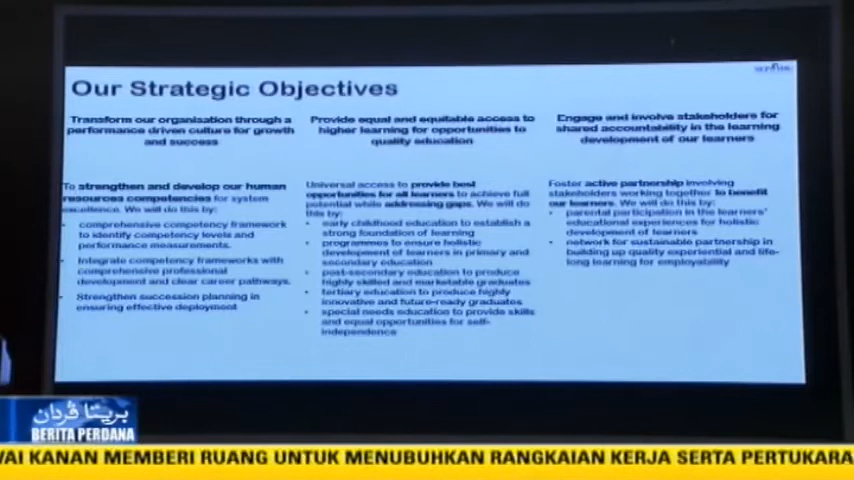 Our Strategic Objectives
Transform our organisation through a
performance driven culture for growth
and success
To strengthen and develop our human
resources competencies for system
excellence. We will do this by:
• comprehensive competency framework
to identify competency levels and
performance measurements.
• Integrate competency frameworks with
comprehensive professional
development and clear career pathways.
• Strengthen succession planning in
ensuring effective deployment
Provide equal and equitable access to
higher learning for opportunities to
quality education
Universal access to provide best
opportunities for all learners to achieve full
potential while addressing gaps. We will do
this by:
• early childhood education to establish a
strong foundation of learning
• programmes to ensure holistic
development of learners in primary and
secondary education
• post-secondary education to produce
highly skilled and marketable graduates
• tertiary education to produce highly
innovative and future-ready graduates
• special needs education to provide skills
and equal opportunities for self-
independence
Engage and involve stakeholders for
shared accountability in the learning
development of our learners
Foster active partnership involving
stakeholders working together to benefit
our learners. We will do this by:
• parental participation in the learners'
educational experiences for holistic
development of learners
• network for sustainable partnership in
building up quality experiential and life-
long learning for employability
بريتا ڤردان
BERITA PERDANA
WAI KANAN MEMBERI RUANG UNTUK MENUBUHKAN RANGKAIAN KERJA SERTA PERTUKARA